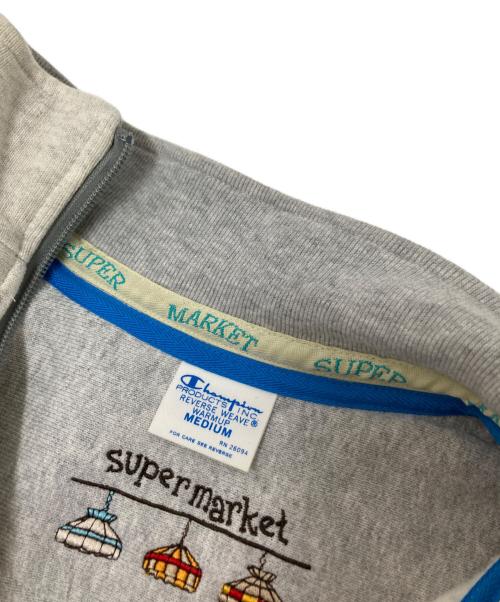 SUPER
MARKET
SUPER
Champion
PRODUCTS INC.
REVERSE WEAVE®
WARMUP
MEDIUM
FOR CARE SEE REVERSE
RN 26094
super market